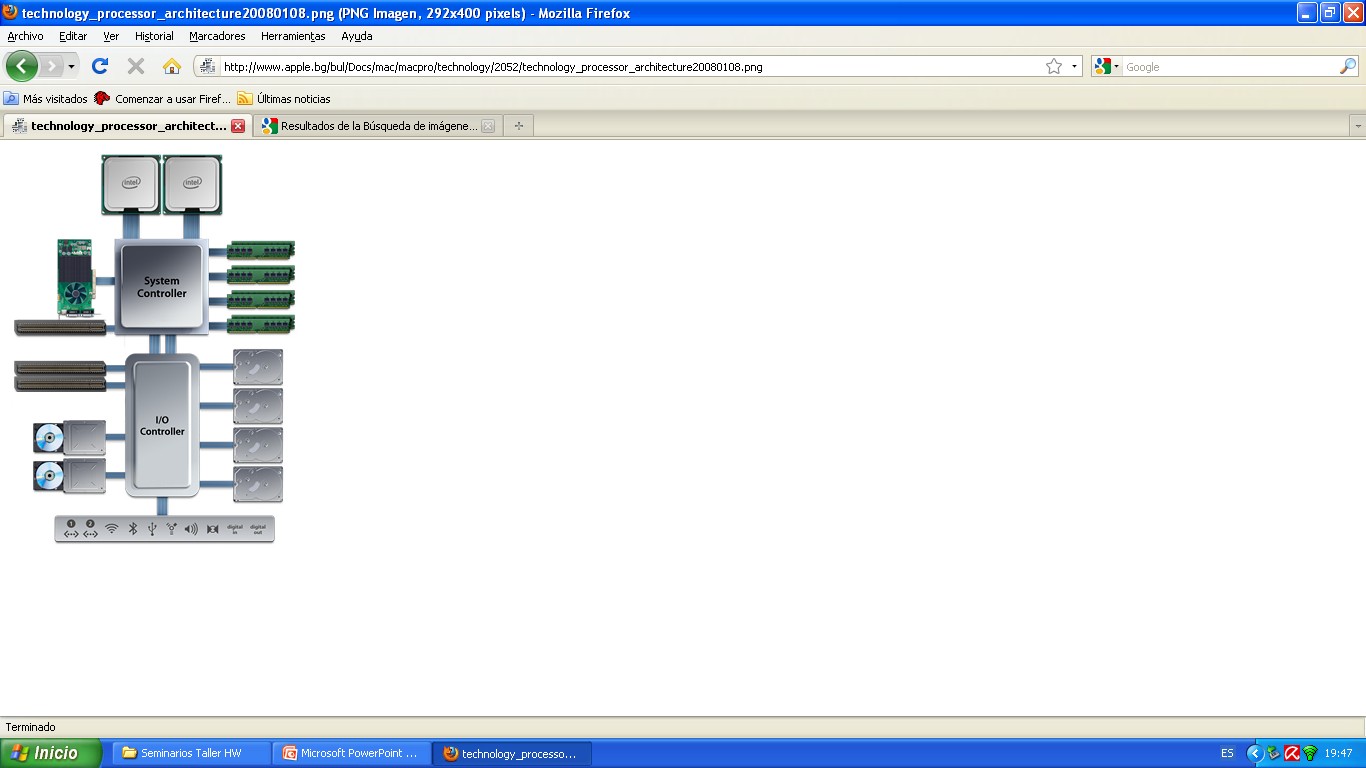 technology_processor_architecture20080108.png (PNG Imagen, 292x400 pixels) - Mozilla Firefox
Archivo Editar Ver Historial Marcadores Herramientas Ayuda
http://www.apple.bg/bul/Docs/mac/macpro/technology/2052/technology_processor_architecture20080108.png Google
Más visitados Comenzar a usar Firef... Últimas noticias
technology_processor_architect... Resultados de la Búsqueda de imágene...
intel intel
System
Controller
I/O
Controller
1 2 digital in digital out
Terminado
Inicio Seminarios Taller HW Microsoft PowerPoint ... technology_processo... ES 19:47